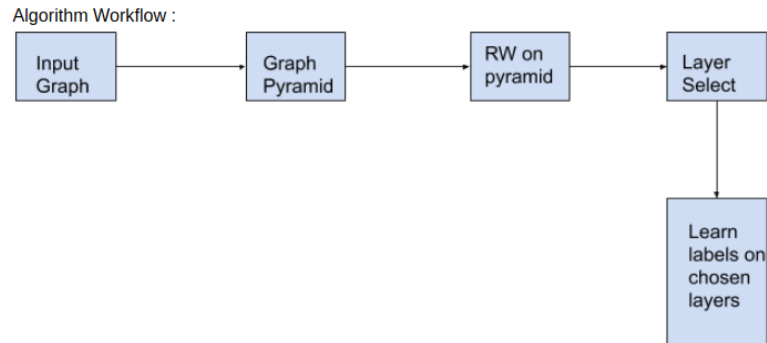 Algorithm Workflow :
Input
Graph
Graph
Pyramid
RW on
pyramid
Layer
Select
Learn
labels on
chosen
layers